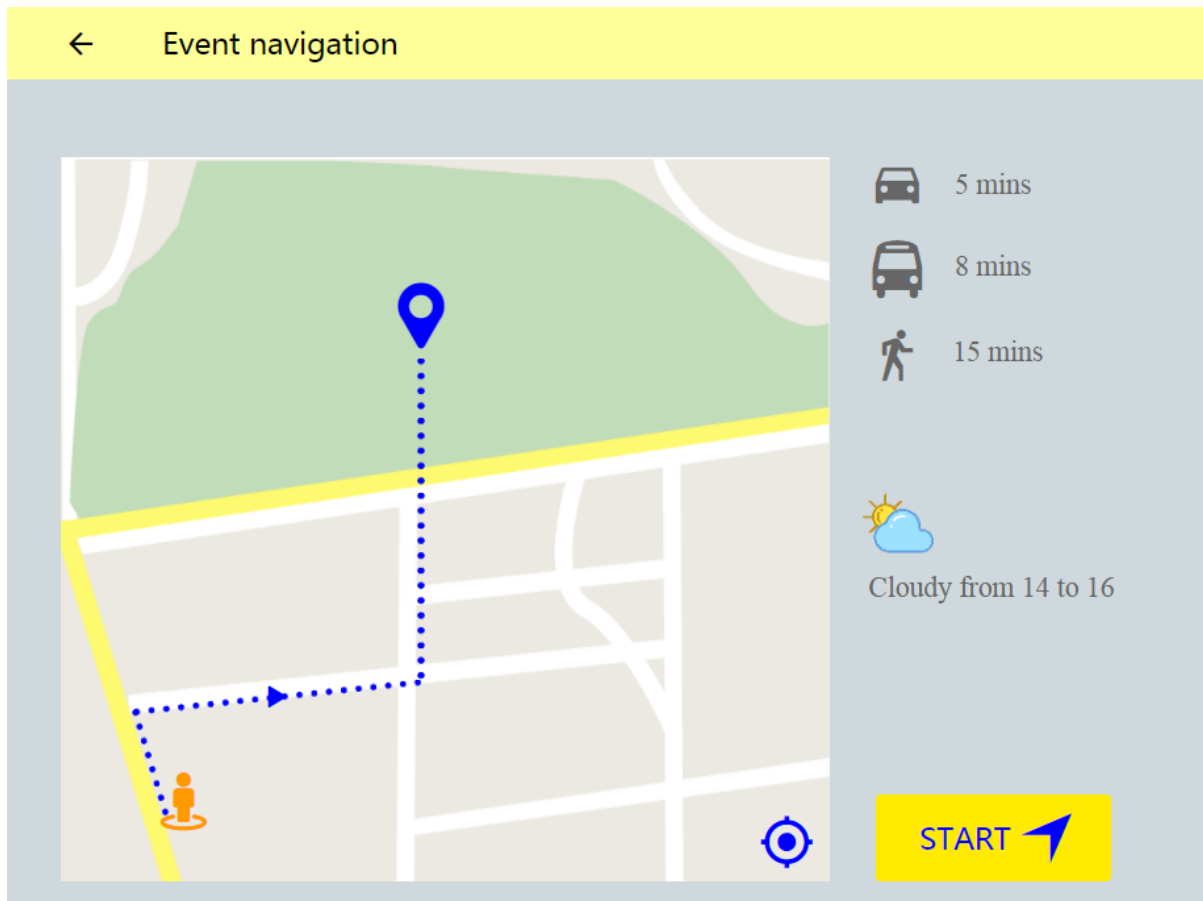 Event navigation
5 mins
8 mins
15 mins
Cloudy from 14 to 16
START